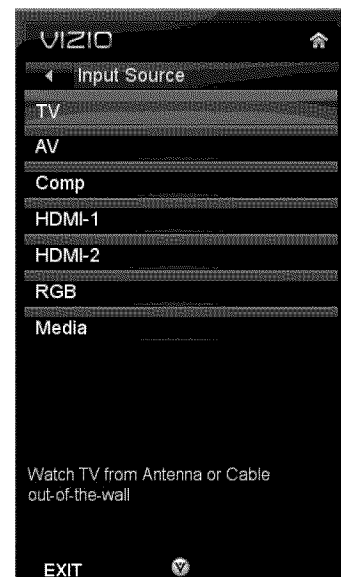 VIZIO
Input Source
TV
AV
Comp
HDMI-1
HDMI-2
RGB
Media
Watch TV from Antenna or Cable
out-of-the-wall
EXIT
V